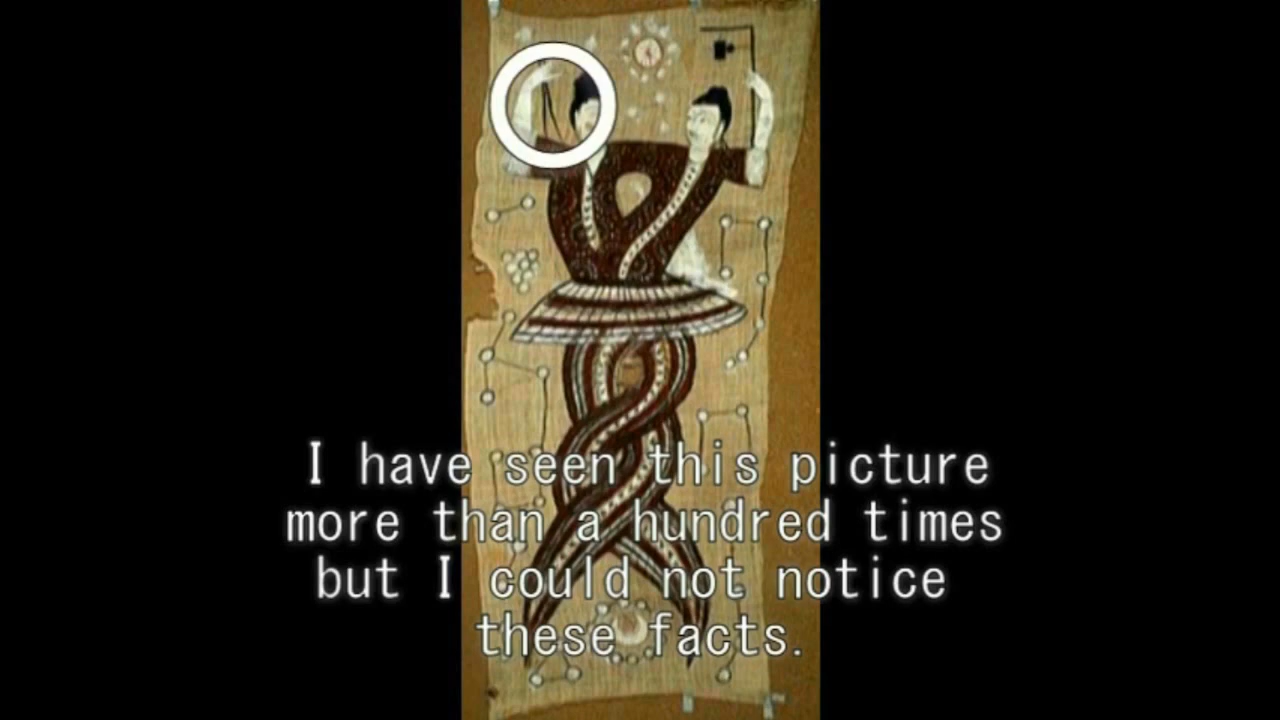 I have seen this picture
more than a hundred times
but I could not notice
these facts.